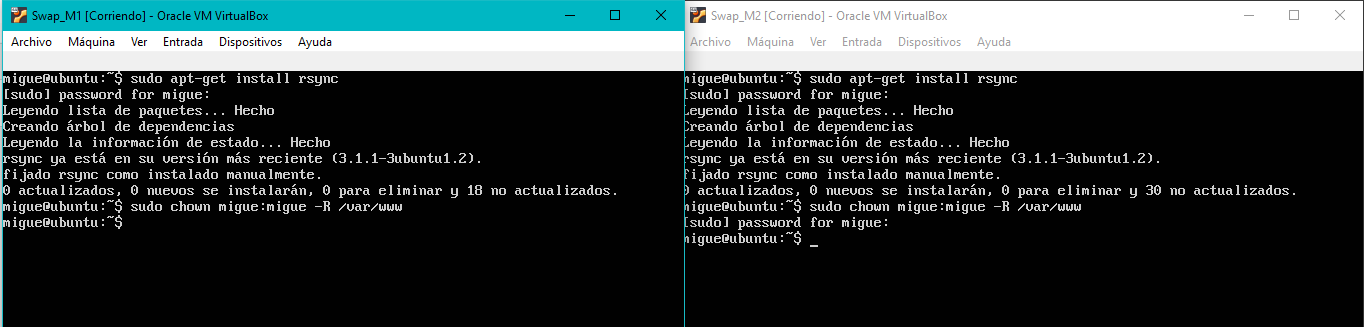 Swap_M1 [Corriendo] - Oracle VM VirtualBox
Archivo Máquina Ver Entrada Dispositivos Ayuda
migue@ubuntu:~$ sudo apt-get install rsync
[sudo] password for migue:
Leyendo lista de paquetes... Hecho
Creando árbol de dependencias
Leyendo la información de estado... Hecho
rsync ya está en su versión más reciente (3.1.1-3ubuntu1.2).
fijado rsync como instalado manualmente.
0 actualizados, 0 nuevos se instalarán, 0 para eliminar y 18 no actualizados.
migue@ubuntu:~$ sudo chown migue:migue -R /var/www
migue@ubuntu:~$
Swap_M2 [Corriendo] - Oracle VM VirtualBox
Archivo Máquina Ver Entrada Dispositivos Ayuda
migue@ubuntu:~$ sudo apt-get install rsync
[sudo] password for migue:
Leyendo lista de paquetes... Hecho
Creando árbol de dependencias
Leyendo la información de estado... Hecho
rsync ya está en su versión más reciente (3.1.1-3ubuntu1.2).
fijado rsync como instalado manualmente.
0 actualizados, 0 nuevos se instalarán, 0 para eliminar y 30 no actualizados.
migue@ubuntu:~$ sudo chown migue:migue -R /var/www
[sudo] password for migue:
migue@ubuntu:~$ _